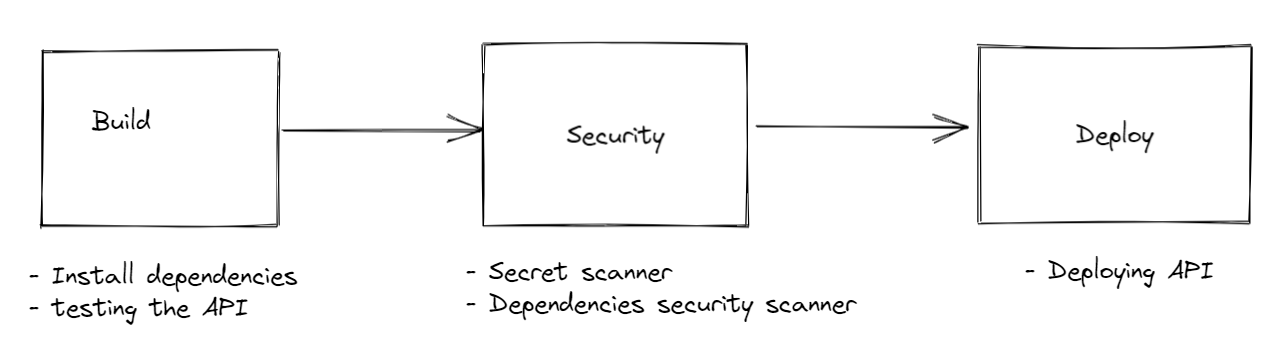 Build
Security
Deploy
- Install dependencies
- testing the API
- Secret scanner
- Dependencies security scanner
- Deploying API